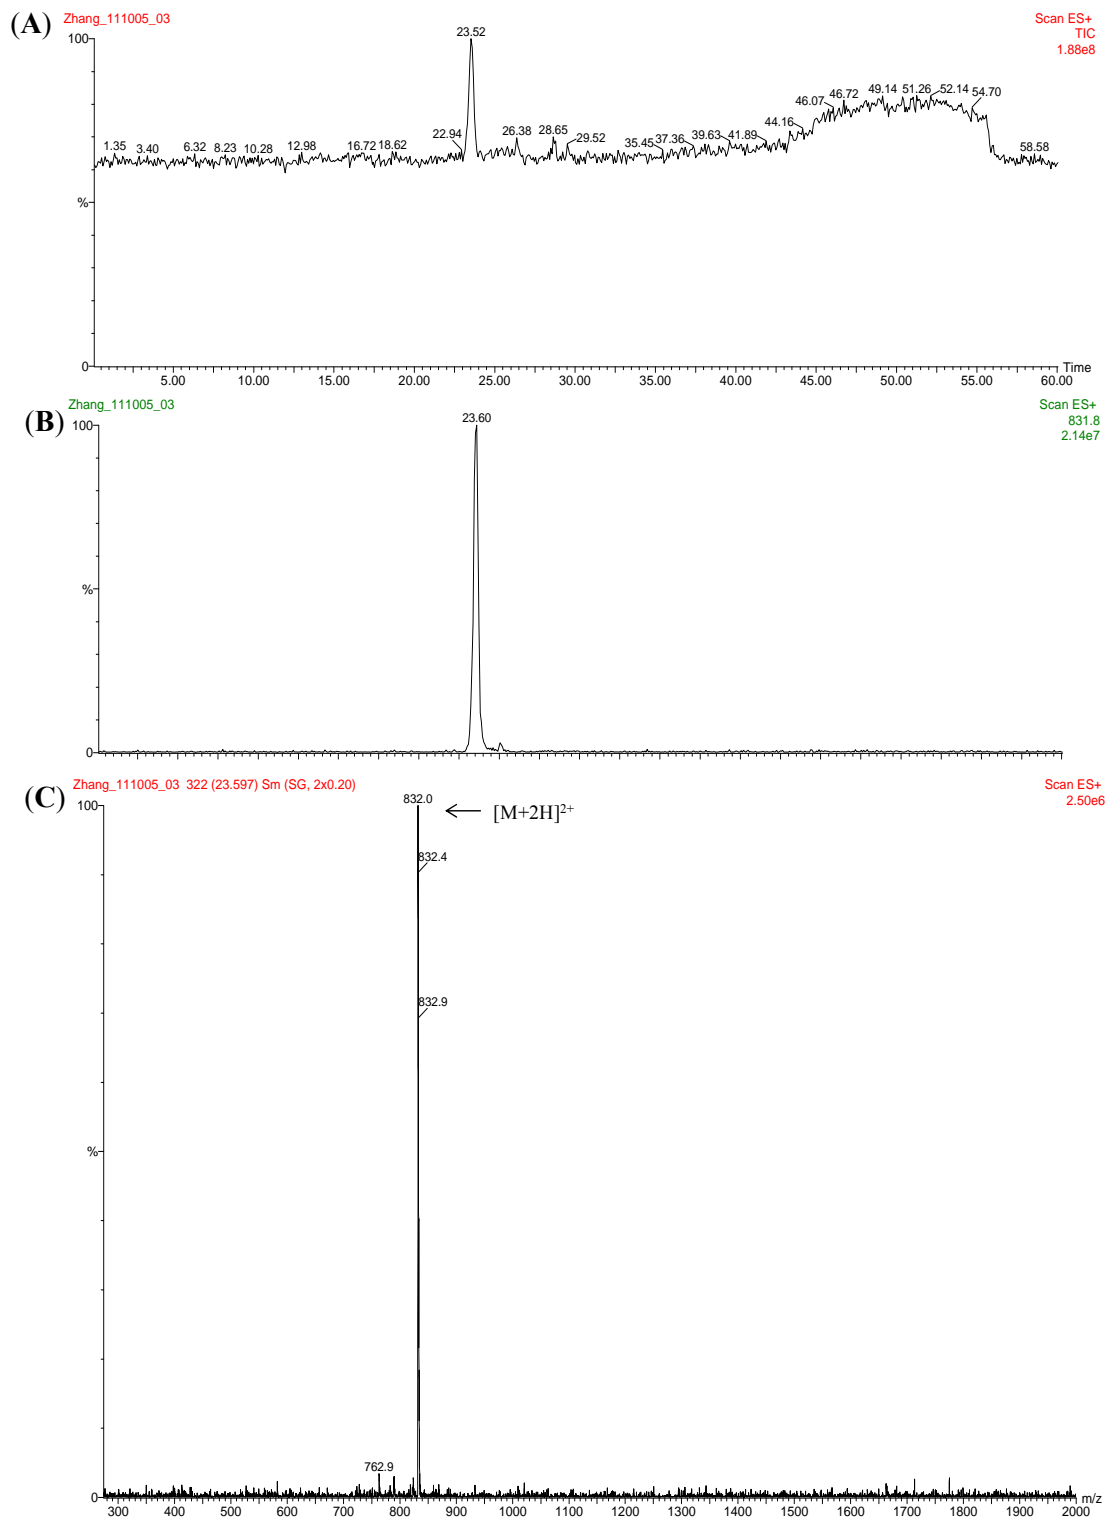 (A) Zhang_111005_03 Scan ES+
TIC
1.88e8
100
23.52
1.35 3.40 6.32 8.23 10.28 12.98 16.72 18.62 22.94 26.38 28.65 29.52 35.45 37.36 39.63 41.89 44.16 46.07 46.72 49.14 51.26 52.14 54.70 58.58
%
0
5.00 10.00 15.00 20.00 25.00 30.00 35.00 40.00 45.00 50.00 55.00 60.00
Time
(B) Zhang_111005_03 Scan ES+
831.8
2.14e7
100
23.60
%
0
(C) Zhang_111005_03 322 (23.597) Sm (SG, 2x0.20) Scan ES+
2.50e6
100
832.0
[M+2H]2+
832.4
832.9
%
762.9
0
300 400 500 600 700 800 900 1000 1100 1200 1300 1400 1500 1600 1700 1800 1900 2000
m/z